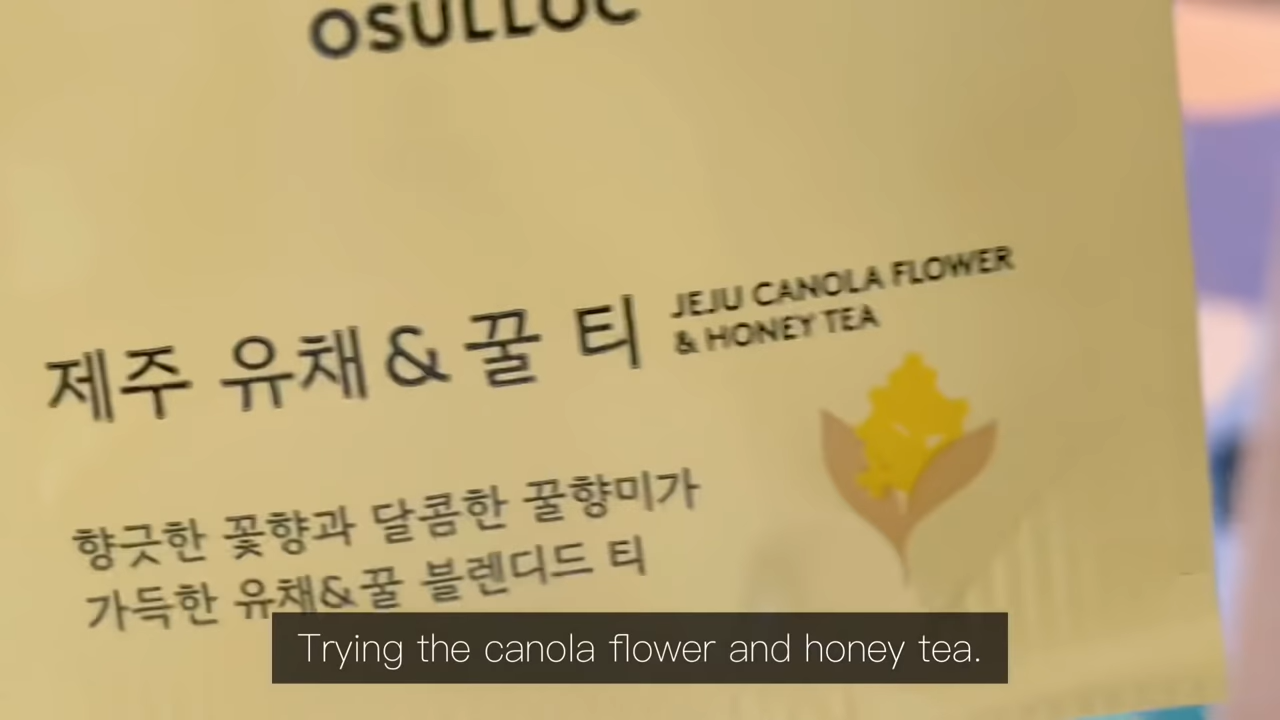 OSULLOC
제주 유채 & 꿀 티
JEJU CANOLA FLOWER
& HONEY TEA
향긋한 꽃향과 달콤한 꿀향미가
가득한 유채&꿀 블렌디드 티
Trying the canola flower and honey tea.